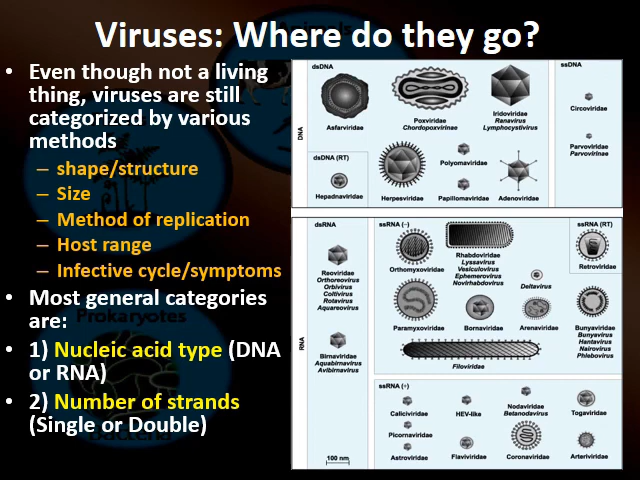 Viruses: Where do they go?
• Even though not a living
thing, viruses are still
categorized by various
methods
– shape/structure
– Size
– Method of replication
– Host range
– Infective cycle/symptoms
• Most general categories
are:
• 1) Nucleic acid type (DNA
or RNA)
• 2) Number of strands
(Single or Double)
Animals
Prokaryotes
Bacteria
DNA
dsDNA
Asfarviridae
Poxviridae
Chordopoxvirinae
Iridoviridae
Ranavirus
Lymphocystivirus
dsDNA (RT)
Hepadnaviridae
Herpesviridae
Polyomaviridae
Papillomaviridae
Adenoviridae
ssDNA
Circoviridae
Parvoviridae
Parvovirinae
RNA
dsRNA
Reoviridae
Orthoreovirus
Orbivirus
Coltivirus
Rotavirus
Aquareovirus
Birnaviridae
Aquabirnavirus
Avibirnavirus
100 nm
ssRNA (−)
Orthomyxoviridae
Rhabdoviridae
Lyssavirus
Vesiculovirus
Ephemerovirus
Novirhabdovirus
Deltavirus
ssRNA (RT)
Retroviridae
Paramyxoviridae
Bornaviridae
Arenaviridae
Bunyaviridae
Bunyavirus
Hantavirus
Nairovirus
Phlebovirus
Filoviridae
ssRNA (+)
Caliciviridae
HEV-like
Nodaviridae
Betanodavirus
Togaviridae
Picornaviridae
Astroviridae
Flaviviridae
Coronaviridae
Arteriviridae